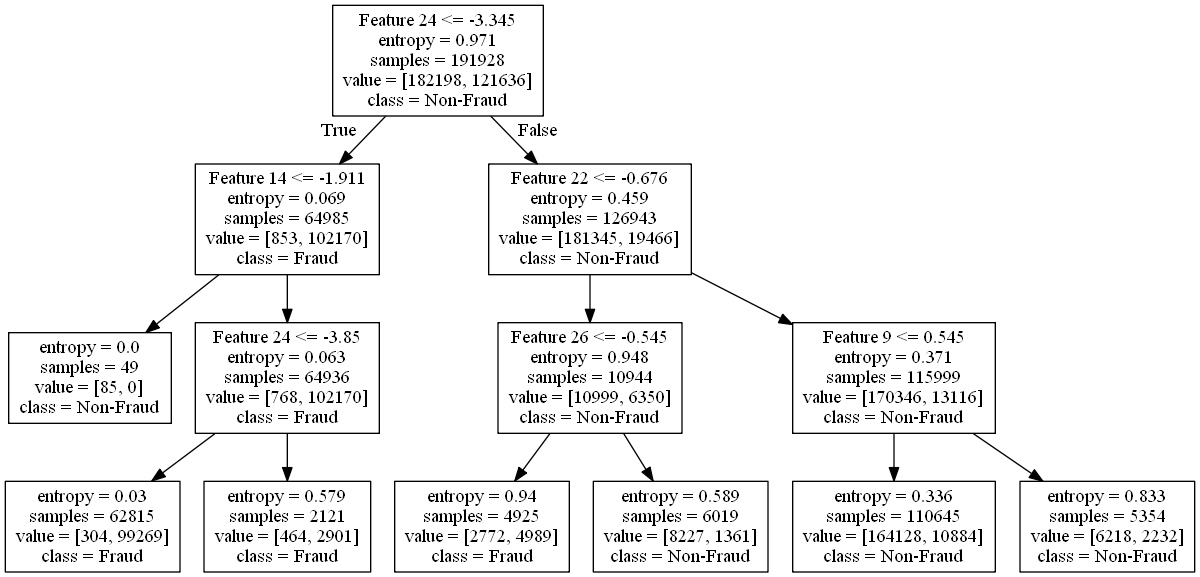 Feature 24 <= -3.345
entropy = 0.971
samples = 191928
value = [182198, 121636]
class = Non-Fraud
True
False
Feature 14 <= -1.911
entropy = 0.069
samples = 64985
value = [853, 102170]
class = Fraud
Feature 22 <= -0.676
entropy = 0.459
samples = 126943
value = [181345, 19466]
class = Non-Fraud
entropy = 0.0
samples = 49
value = [85, 0]
class = Non-Fraud
Feature 24 <= -3.85
entropy = 0.063
samples = 64936
value = [768, 102170]
class = Fraud
Feature 26 <= -0.545
entropy = 0.948
samples = 10944
value = [10999, 6350]
class = Non-Fraud
Feature 9 <= 0.545
entropy = 0.371
samples = 115999
value = [170346, 13116]
class = Non-Fraud
entropy = 0.03
samples = 62815
value = [304, 99269]
class = Fraud
entropy = 0.579
samples = 2121
value = [464, 2901]
class = Fraud
entropy = 0.94
samples = 4925
value = [2772, 4989]
class = Fraud
entropy = 0.589
samples = 6019
value = [8227, 1361]
class = Non-Fraud
entropy = 0.336
samples = 110645
value = [164128, 10884]
class = Non-Fraud
entropy = 0.833
samples = 5354
value = [6218, 2232]
class = Non-Fraud